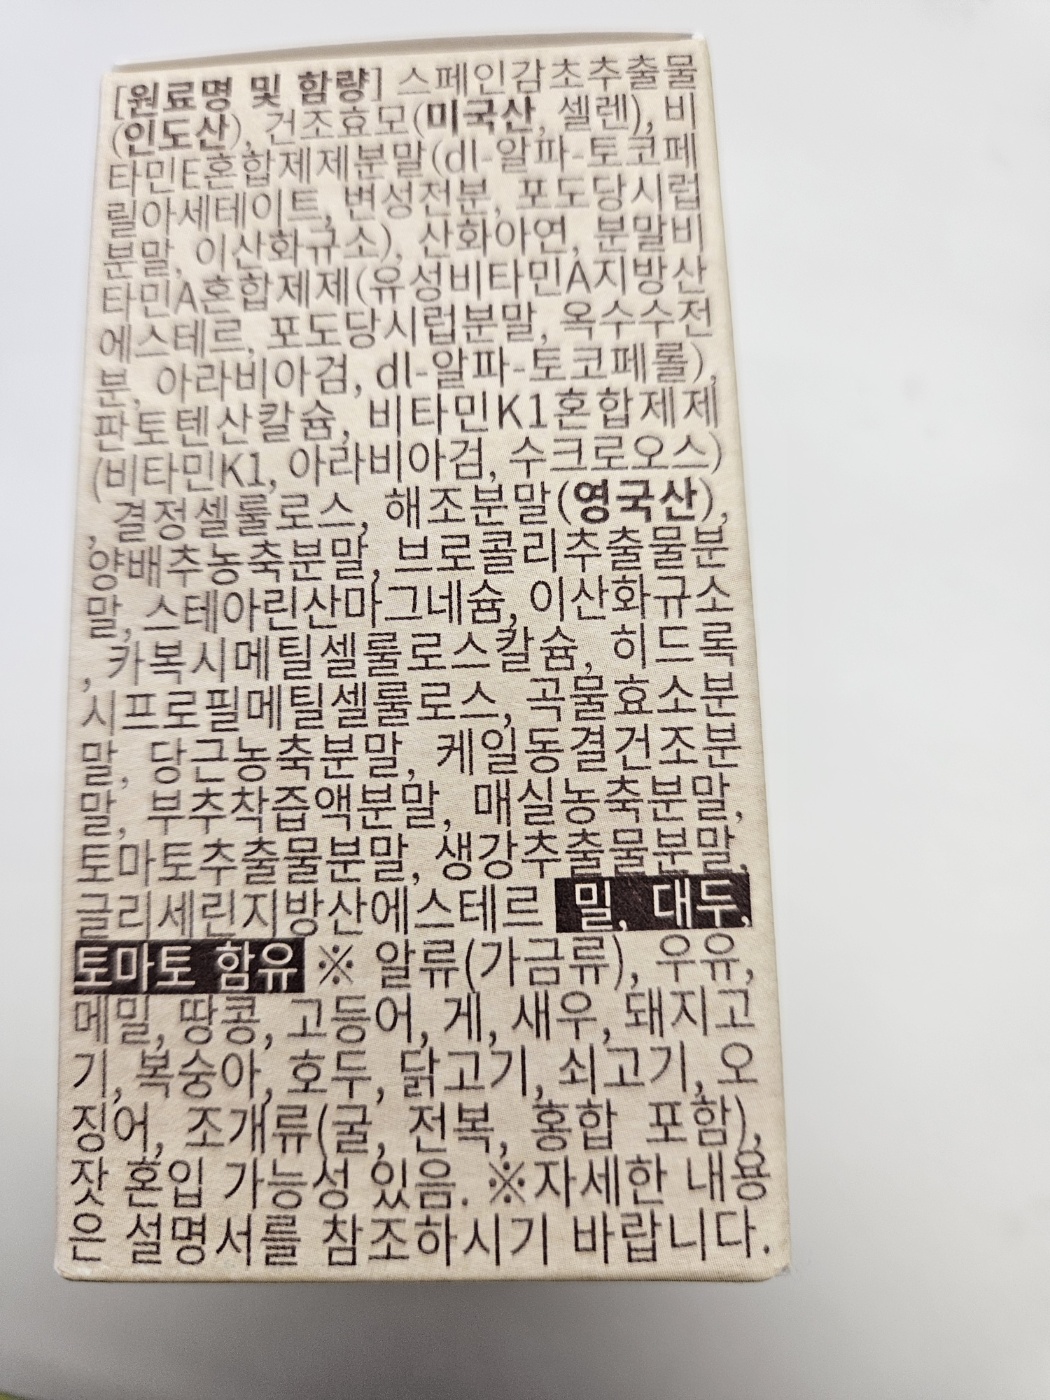 [원료명 및 함량] 스페인감초추출물
(인도산), 건조효모(미국산, 셀렌), 비
타민E혼합제제분말(dl-알파-토코페
릴아세테이트, 변성전분, 포도당시럽
분말, 이산화규소), 산화아연, 분말비
타민A혼합제제(유성비타민A지방산
에스테르, 포도당시럽분말, 옥수수전
분, 아라비아검, dl-알파-토코페롤),
판토텐산칼슘, 비타민K1혼합제제
(비타민K1, 아라비아검, 수크로오스)
, 결정셀룰로스, 해조분말(영국산),
양배추농축분말, 브로콜리추출물분
말, 스테아린산마그네슘, 이산화규소
, 카복시메틸셀룰로스칼슘, 히드록
시프로필메틸셀룰로스, 곡물효소분
말, 당근농축분말, 케일동결건조분
말, 부추착즙액분말, 매실농축분말,
토마토추출물분말, 생강추출물분말,
글리세린지방산에스테르 밀, 대두,
토마토 함유 ※ 알류(가금류), 우유,
메밀, 땅콩, 고등어, 게, 새우, 돼지고
기, 복숭아, 호두, 닭고기, 쇠고기, 오
징어, 조개류(굴, 전복, 홍합 포함),
잣 혼입 가능성 있음. ※자세한 내용
은 설명서를 참조하시기 바랍니다.